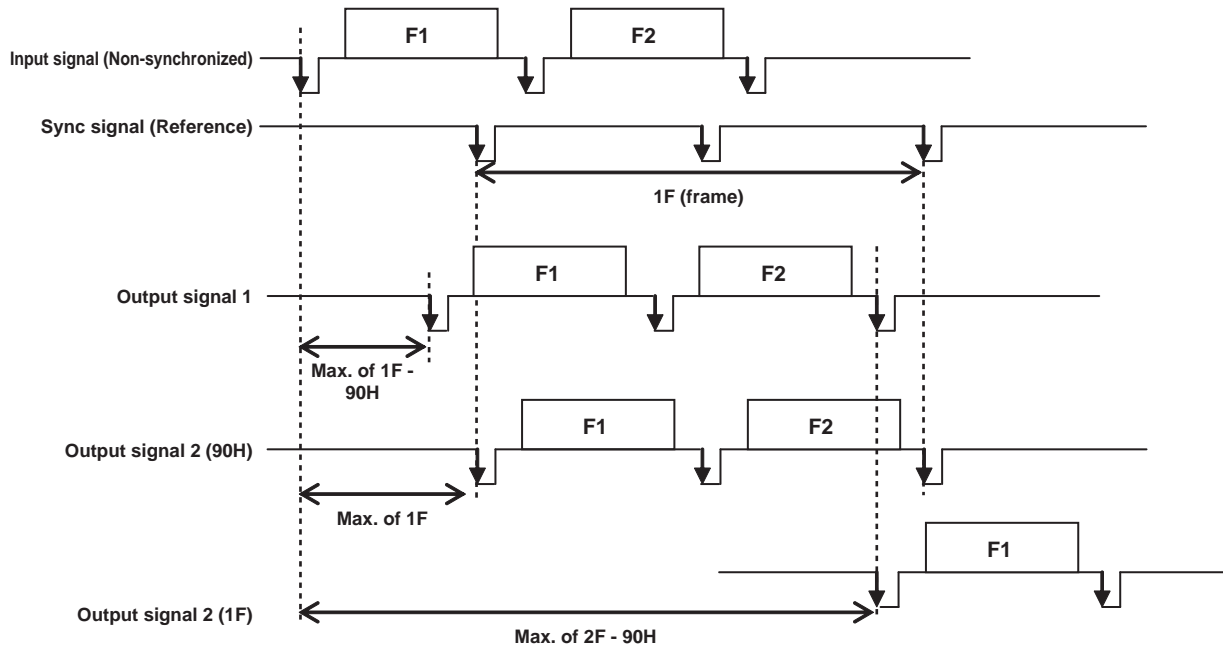 F1
F2
Input signal (Non-synchronized)
Sync signal (Reference)
1F (frame)
F1
F2
Output signal 1
Max. of 1F -
90H
F1
F2
Output signal 2 (90H)
Max. of 1F
F1
Output signal 2 (1F)
Max. of 2F - 90H